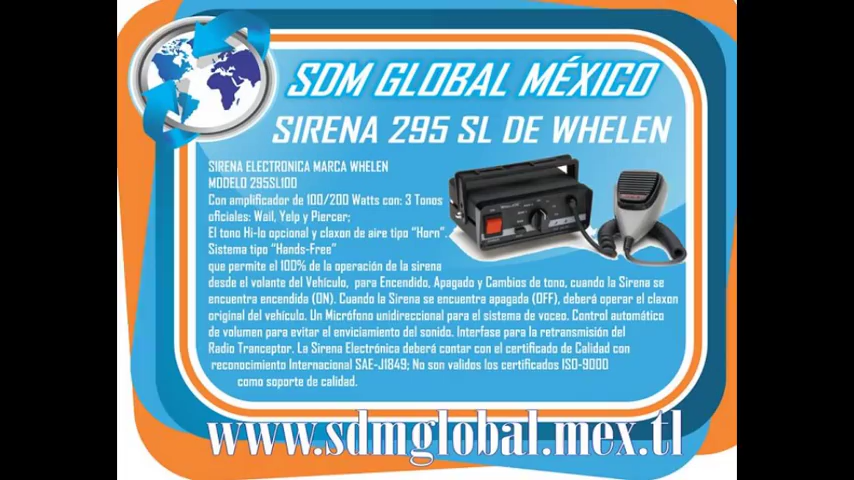 SDM GLOBAL MÉXICO
SIRENA 295 SL DE WHELEN
SIRENA ELECTRONICA MARCA WHELEN
MODELO 295SL100
Con amplificador de 100/200 Watts con: 3 Tonos
oficiales: Wail, Yelp y Piercer;
El tono Hi-lo opcional y claxon de aire tipo “Horn”.
Sistema tipo “Hands-Free”
que permite el 100% de la operación de la sirena
desde el volante del Vehículo, para Encendido, Apagado y Cambios de tono, cuando la Sirena se
encuentra encendida (ON). Cuando la Sirena se encuentra apagada (OFF), deberá operar el claxon
original del vehículo. Un Micrófono unidireccional para el sistema de voceo. Control automático
de volumen para evitar el enviciamiento del sonido. Interfase para la retransmisión del
Radio Tranceptor. La Sirena Electrónica deberá contar con el certificado de Calidad con
reconocimiento Internacional SAE-J1849; No son validos los certificados ISO-9000
como soporte de calidad.
www.sdmglobal.mex.tl